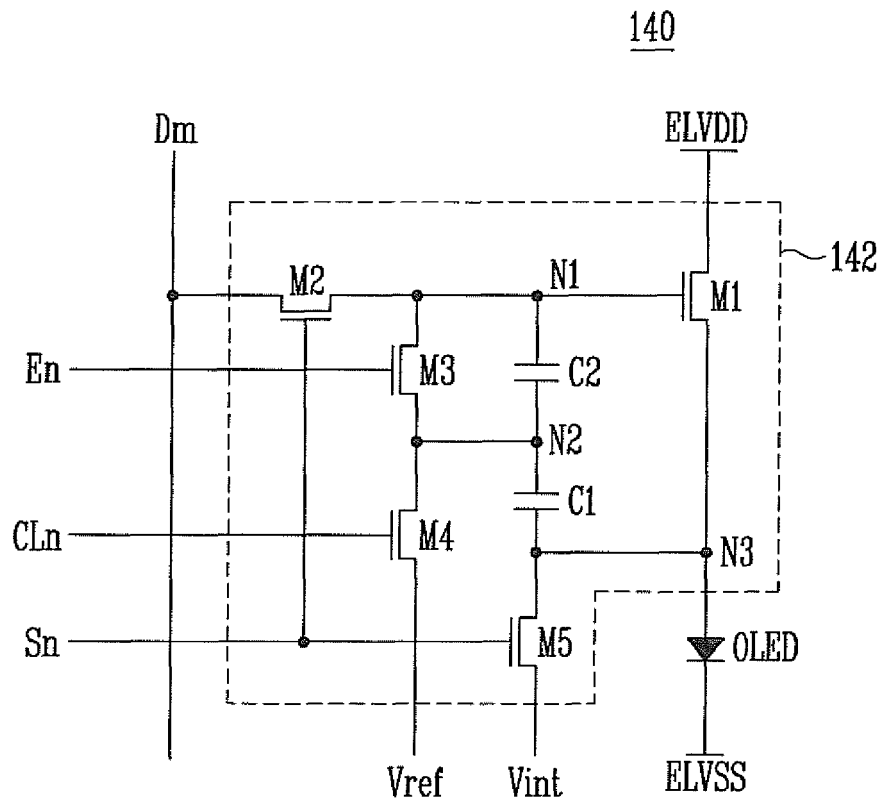 140
Dm
ELVDD
142
M2
N1
M1
En
M3
C2
N2
C1
CLn
M4
N3
Sn
M5
OLED
Vref
Vint
ELVSS